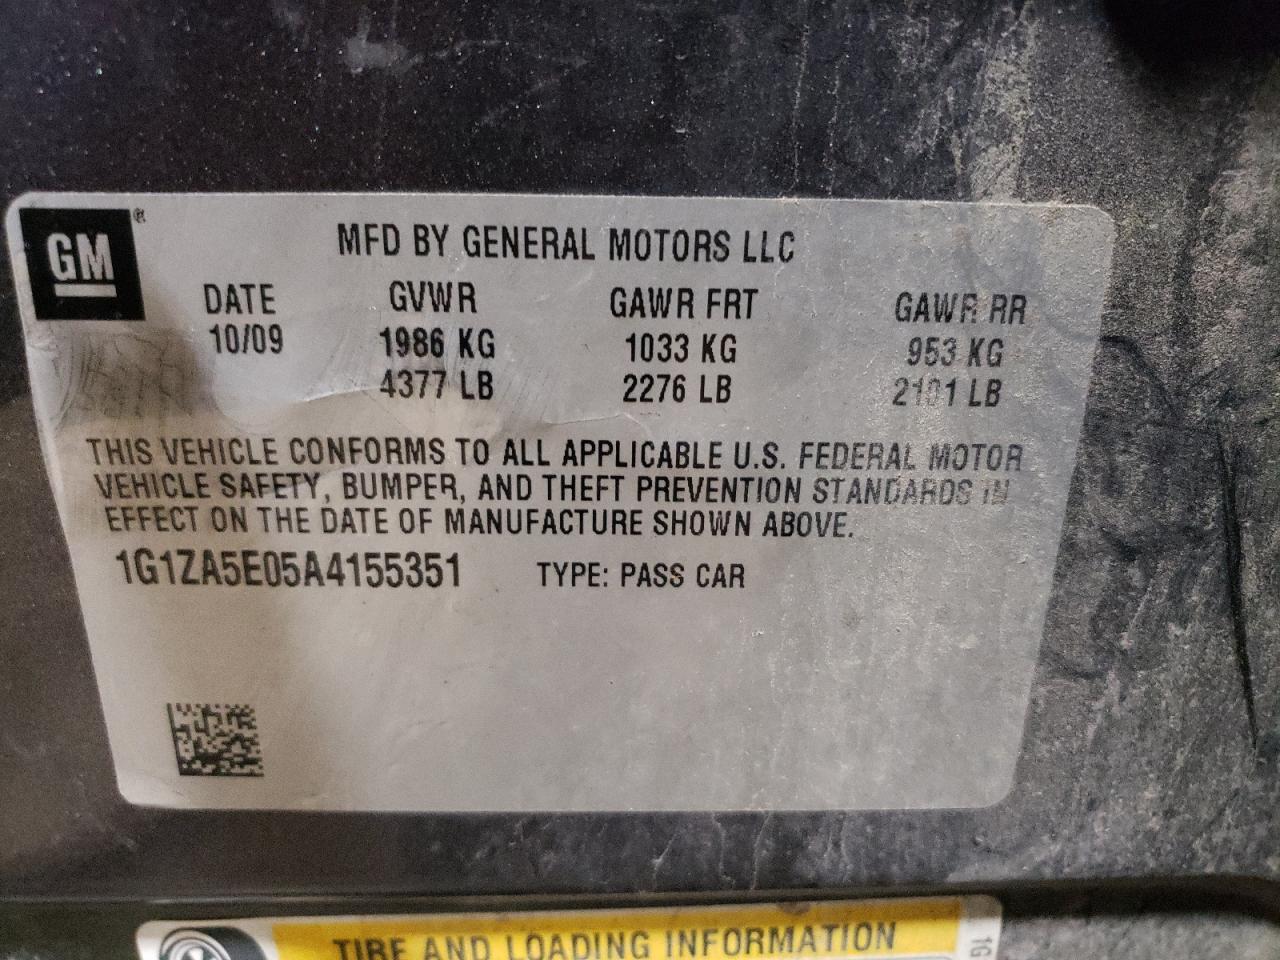 GM ®
MFD BY GENERAL MOTORS LLC
DATE GVWR GAWR FRT GAWR RR
10/09 1986 KG 1033 KG 953 KG
4377 LB 2276 LB 2101 LB
THIS VEHICLE CONFORMS TO ALL APPLICABLE U.S. FEDERAL MOTOR
VEHICLE SAFETY, BUMPER, AND THEFT PREVENTION STANDARDS IN
EFFECT ON THE DATE OF MANUFACTURE SHOWN ABOVE.
1G1ZA5E05A4155351 TYPE: PASS CAR
TIRE AND LOADING INFORMATION
1G